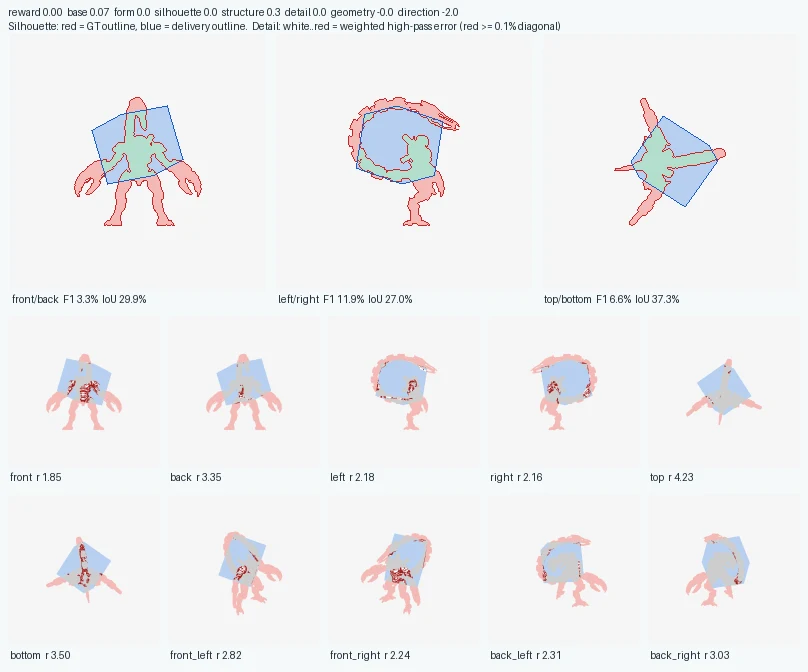 reward 0.00 base 0.07 form 0.0 silhouette 0.0 structure 0.3 detail 0.0 geometry -0.0 direction -2.0
Silhouette: red = GT outline, blue = delivery outline. Detail: white..red = weighted high-pass error (red >= 0.1% diagonal)
front/back F1 3.3% IoU 29.9%
left/right F1 11.9% IoU 27.0%
top/bottom F1 6.6% IoU 37.3%
front r 1.85
back r 3.35
left r 2.18
right r 2.16
top r 4.23
bottom r 3.50
front_left r 2.82
front_right r 2.24
back_left r 2.31
back_right r 3.03